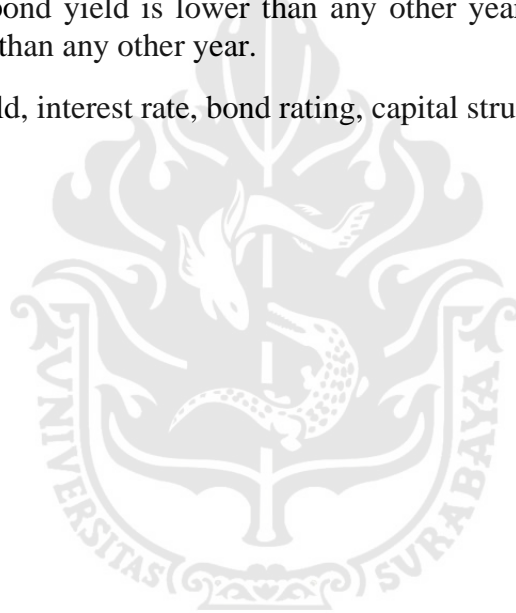 bond yield is lower than any other year
than any other year.
ld, interest rate, bond rating, capital stru
UNIVERSITAS SURABAYA